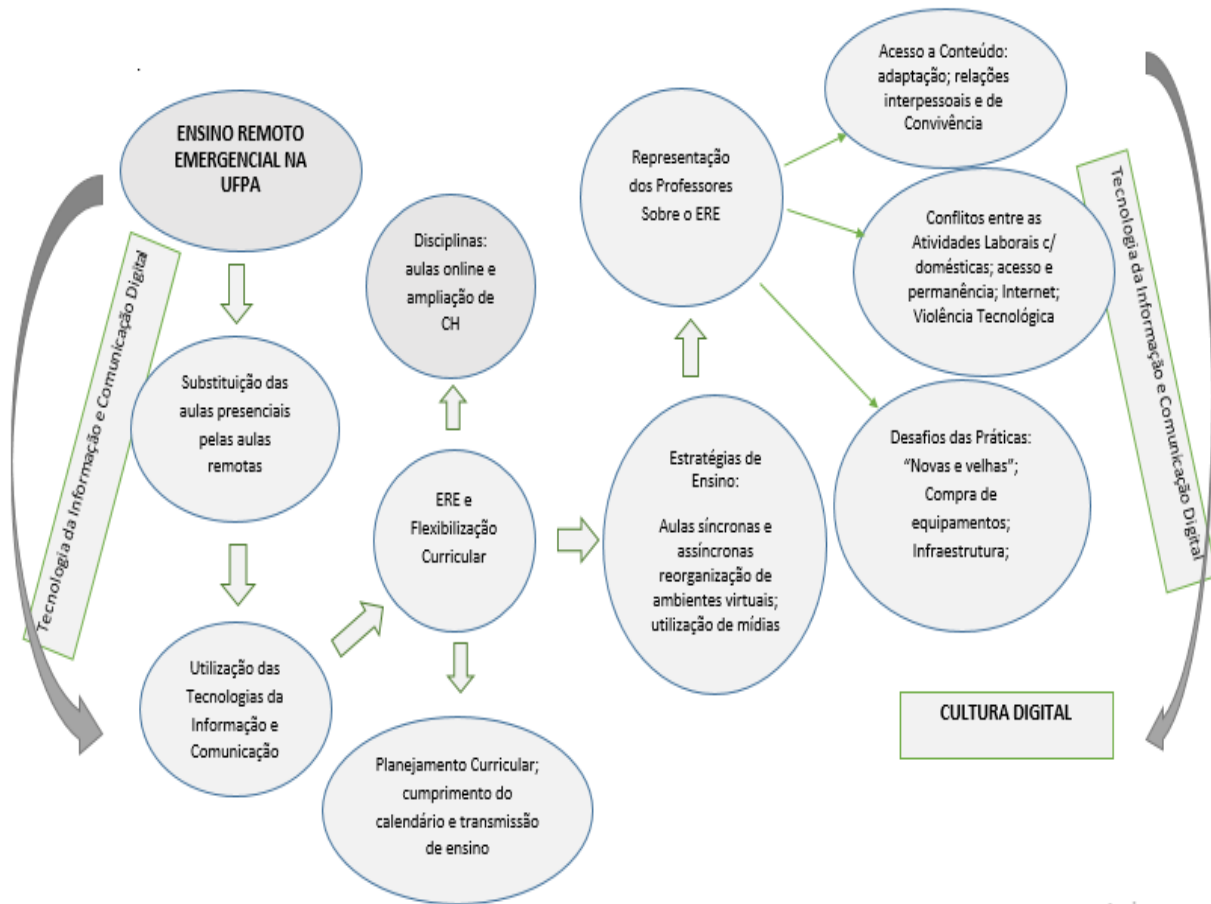 ENSINO REMOTO
EMERGENCIAL NA
UFPA
Tecnologia da Informação e Comunicação Digital
Substituição das
aulas presenciais
pelas aulas
remotas
Utilização das
Tecnologias da
Informação e
Comunicação
Disciplinas:
aulas online e
ampliação de
CH
ERE e
Flexibilização
Curricular
Planejamento Curricular;
cumprimento do
calendário e transmissão
de ensino
Estratégias de
Ensino:
Aulas síncronas e
assíncronas
reorganização de
ambientes virtuais;
utilização de mídias
Representação
dos Professores
Sobre o ERE
Acesso a Conteúdo:
adaptação; relações
interpessoais e de
Convivência
Conflitos entre as
Atividades Laborais c/
domésticas; acesso e
permanência; Internet;
Violência Tecnológica
Desafios das Práticas:
“Novas e velhas”;
Compra de
equipamentos;
Infraestrutura;
Tecnologia da Informação e Comunicação Digital
CULTURA DIGITAL